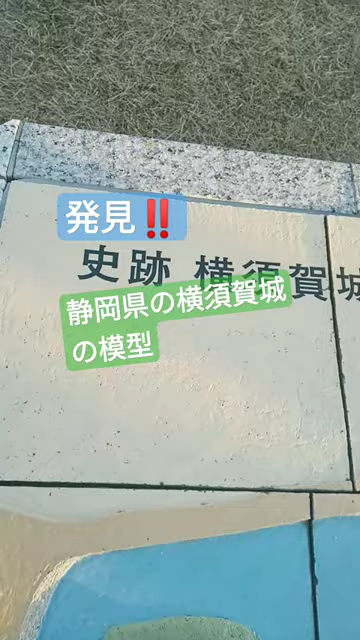 発見‼️
史跡 横須賀城
静岡県の横須賀城
の模型